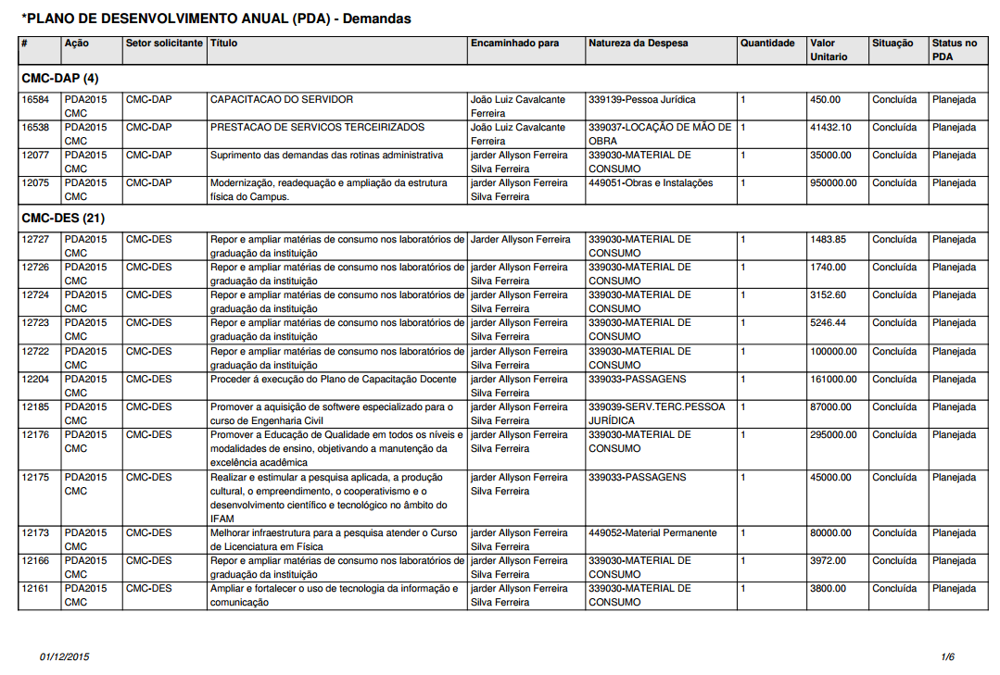 *PLANO DE DESENVOLVIMENTO ANUAL (PDA) - Demandas
# Ação Setor solicitante Título Encaminhado para Natureza da Despesa Quantidade Valor Unitario Situação Status no PDA
CMC-DAP (4)
16584 PDA2015 CMC-DAP CAPACITACAO DO SERVIDOR João Luiz Cavalcante 339139-Pessoa Jurídica 1 450.00 Concluída Planejada
CMC Ferreira
16538 PDA2015 CMC-DAP PRESTACAO DE SERVICOS TERCEIRIZADOS João Luiz Cavalcante 339037-LOCAÇÃO DE MÃO DE 1 41432.10 Concluída Planejada
CMC Ferreira OBRA
12077 PDA2015 CMC-DAP Suprimento das demandas das rotinas administrativa jarder Allyson Ferreira 339030-MATERIAL DE 1 35000.00 Concluída Planejada
CMC Silva Ferreira CONSUMO
12075 PDA2015 CMC-DAP Modernização, readequação e ampliação da estrutura jarder Allyson Ferreira 449051-Obras e Instalações 1 950000.00 Concluída Planejada
CMC física do Campus. Silva Ferreira
CMC-DES (21)
12727 PDA2015 CMC-DES Repor e ampliar matérias de consumo nos laboratórios de Jarder Allyson Ferreira 339030-MATERIAL DE 1 1483.85 Concluída Planejada
CMC graduação da instituição CONSUMO
12726 PDA2015 CMC-DES Repor e ampliar matérias de consumo nos laboratórios de jarder Allyson Ferreira 339030-MATERIAL DE 1 1740.00 Concluída Planejada
CMC graduação da instituição Silva Ferreira CONSUMO
12724 PDA2015 CMC-DES Repor e ampliar matérias de consumo nos laboratórios de jarder Allyson Ferreira 339030-MATERIAL DE 1 3152.60 Concluída Planejada
CMC graduação da instituição Silva Ferreira CONSUMO
12723 PDA2015 CMC-DES Repor e ampliar matérias de consumo nos laboratórios de jarder Allyson Ferreira 339030-MATERIAL DE 1 5246.44 Concluída Planejada
CMC graduação da instituição Silva Ferreira CONSUMO
12722 PDA2015 CMC-DES Repor e ampliar matérias de consumo nos laboratórios de jarder Allyson Ferreira 339030-MATERIAL DE 1 100000.00 Concluída Planejada
CMC graduação da instituição Silva Ferreira CONSUMO
12204 PDA2015 CMC-DES Proceder á execução do Plano de Capacitação Docente jarder Allyson Ferreira 339033-PASSAGENS 1 161000.00 Concluída Planejada
CMC Silva Ferreira
12185 PDA2015 CMC-DES Promover a aquisição de softwere especializado para o jarder Allyson Ferreira 339039-SERV.TERC.PESSOA 1 87000.00 Concluída Planejada
CMC curso de Engenharia Civil Silva Ferreira JURÍDICA
12176 PDA2015 CMC-DES Promover a Educação de Qualidade em todos os níveis e jarder Allyson Ferreira 339030-MATERIAL DE 1 295000.00 Concluída Planejada
CMC modalidades de ensino, objetivando a manutenção da Silva Ferreira CONSUMO
excelência acadêmica
12175 PDA2015 CMC-DES Realizar e estimular a pesquisa aplicada, a produção jarder Allyson Ferreira 339033-PASSAGENS 1 45000.00 Concluída Planejada
CMC cultural, o empreendimento, o cooperativismo e o Silva Ferreira
desenvolvimento científico e tecnológico no âmbito do
IFAM
12173 PDA2015 CMC-DES Melhorar infraestrutura para a pesquisa atender o Curso jarder Allyson Ferreira 449052-Material Permanente 1 80000.00 Concluída Planejada
CMC de Licenciatura em Física Silva Ferreira
12166 PDA2015 CMC-DES Repor e ampliar matérias de consumo nos laboratórios de jarder Allyson Ferreira 339030-MATERIAL DE 1 3972.00 Concluída Planejada
CMC graduação da instituição Silva Ferreira CONSUMO
12161 PDA2015 CMC-DES Ampliar e fortalecer o uso de tecnologia da informação e jarder Allyson Ferreira 339030-MATERIAL DE 1 3800.00 Concluída Planejada
CMC comunicação Silva Ferreira CONSUMO
01/12/2015 1/6